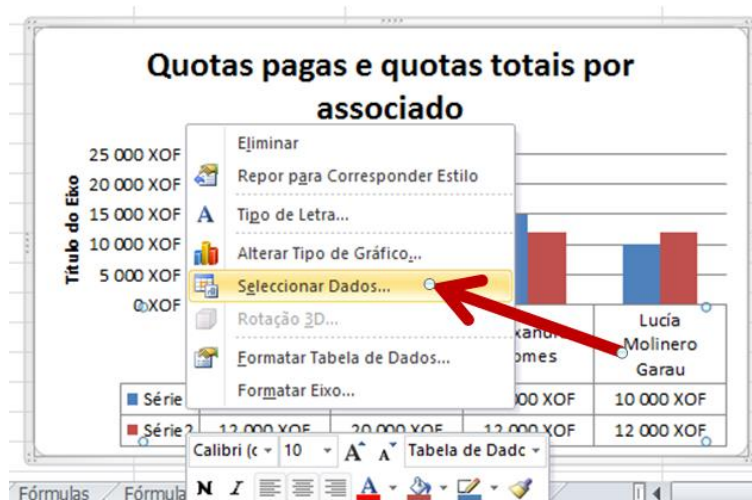 Quotas pagas e quotas totais por
associado
25 000 XOF
20 000 XOF
15 000 XOF
10 000 XOF
5 000 XOF
0 XOF
Título do Eixo
Eliminar
Repor para Corresponder Estilo
Tipo de Letra...
Alterar Tipo de Gráfico...
Seleccionar Dados...
Rotação 3D...
Formatar Tabela de Dados...
Formatar Eixo...
Lucía
Molinero
Garau
Série
000 XOF 10 000 XOF
Série2 12 000 XOF 20 000 XOF 12 000 XOF 12 000 XOF
Calibri (c 10 A A Tabela de Dadc
N I A
Fórmulas Fórmula